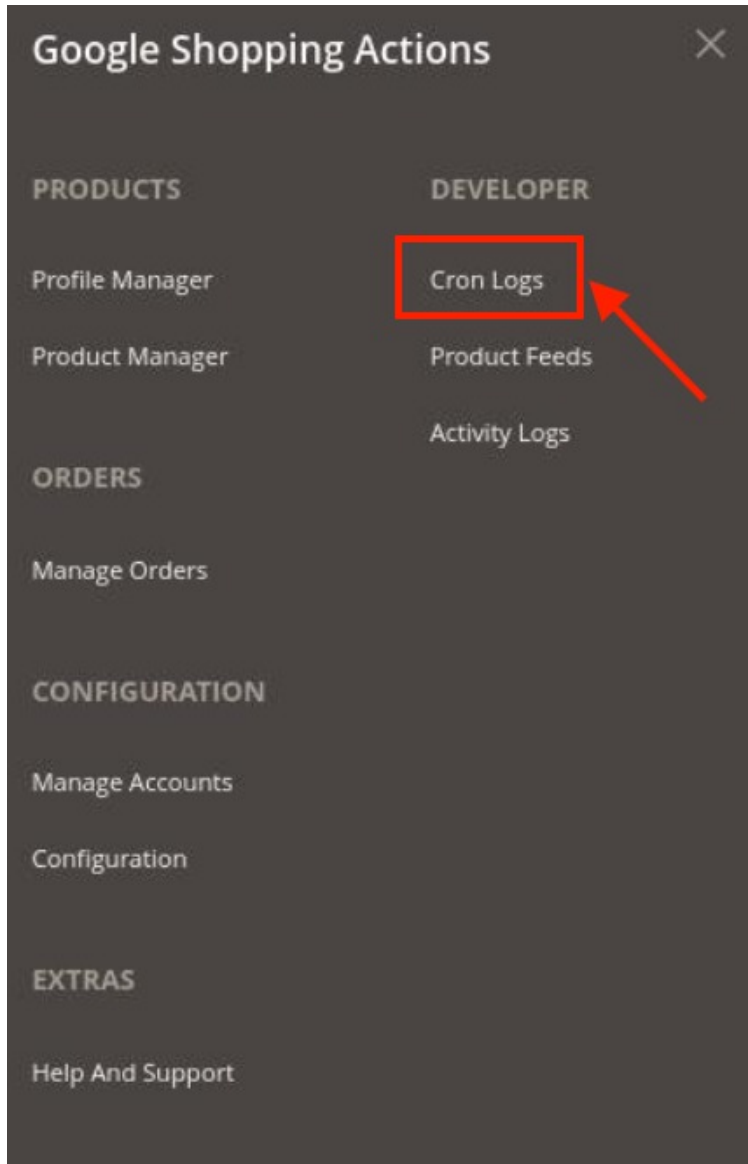 Google Shopping Actions
PRODUCTS
Profile Manager
Product Manager
ORDERS
Manage Orders
CONFIGURATION
Manage Accounts
Configuration
EXTRAS
Help And Support
DEVELOPER
Cron Logs
Product Feeds
Activity Logs